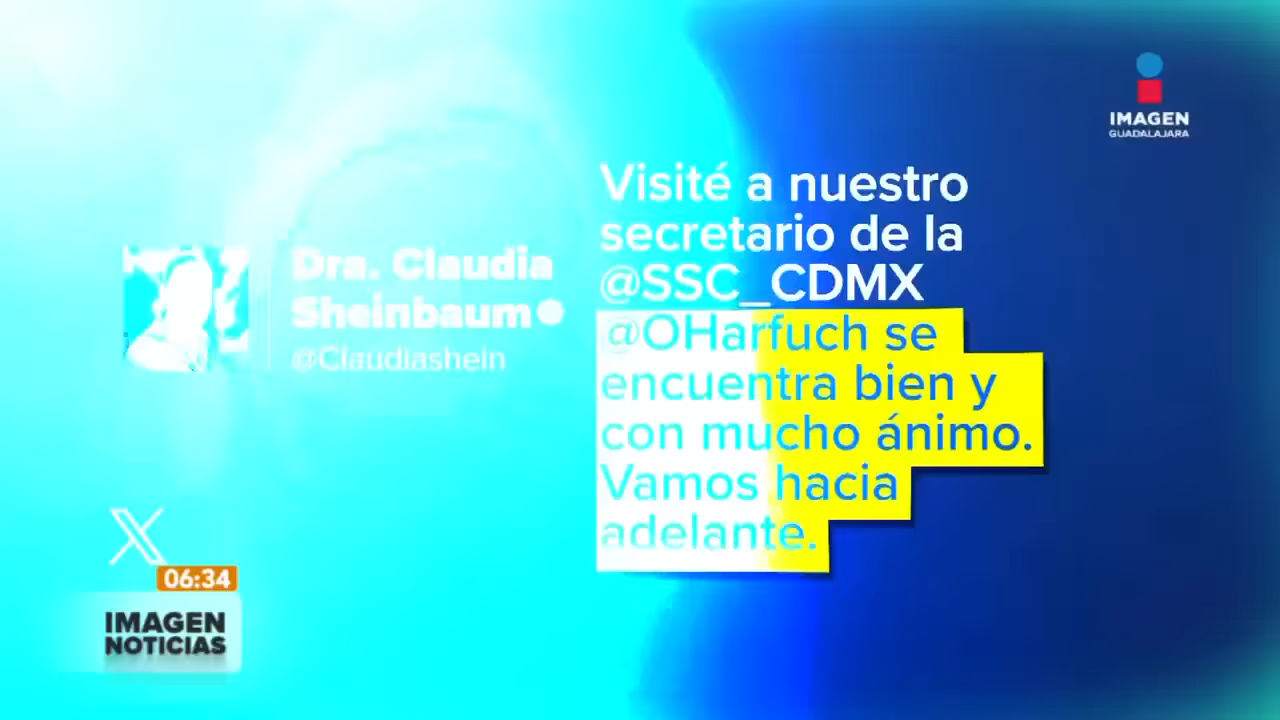 IMAGEN
GUADALAJARA
Dra. Claudia
Sheinbaum
@Claudiashein
Visité a nuestro
secretario de la
@SSC_CDMX
@OHarfuch se
encuentra bien y
con mucho ánimo.
Vamos hacia
adelante.
X
06:34
IMAGEN
NOTICIAS